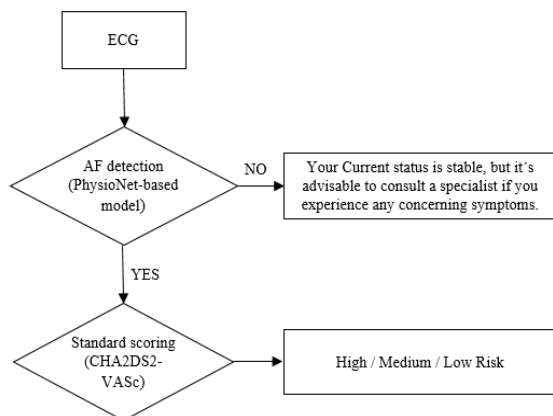 ECG
AF detection
(PhysioNet-based
model)
NO
Your Current status is stable, but it´s
advisable to consult a specialist if you
experience any concerning symptoms.
YES
Standard scoring
(CHA2DS2-
VASc)
High / Medium / Low Risk